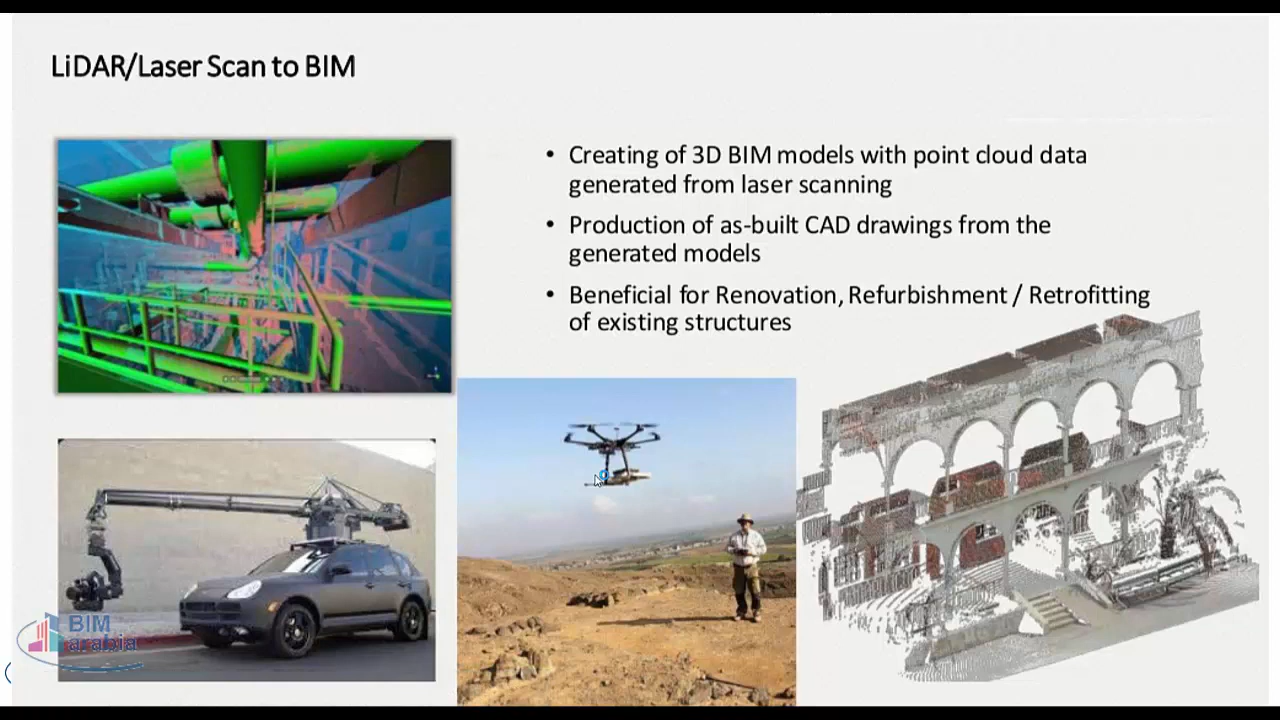 LiDAR/Laser Scan to BIM
• Creating of 3D BIM models with point cloud data
generated from laser scanning
• Production of as-built CAD drawings from the
generated models
• Beneficial for Renovation, Refurbishment / Retrofitting
of existing structures
BIM
arabia